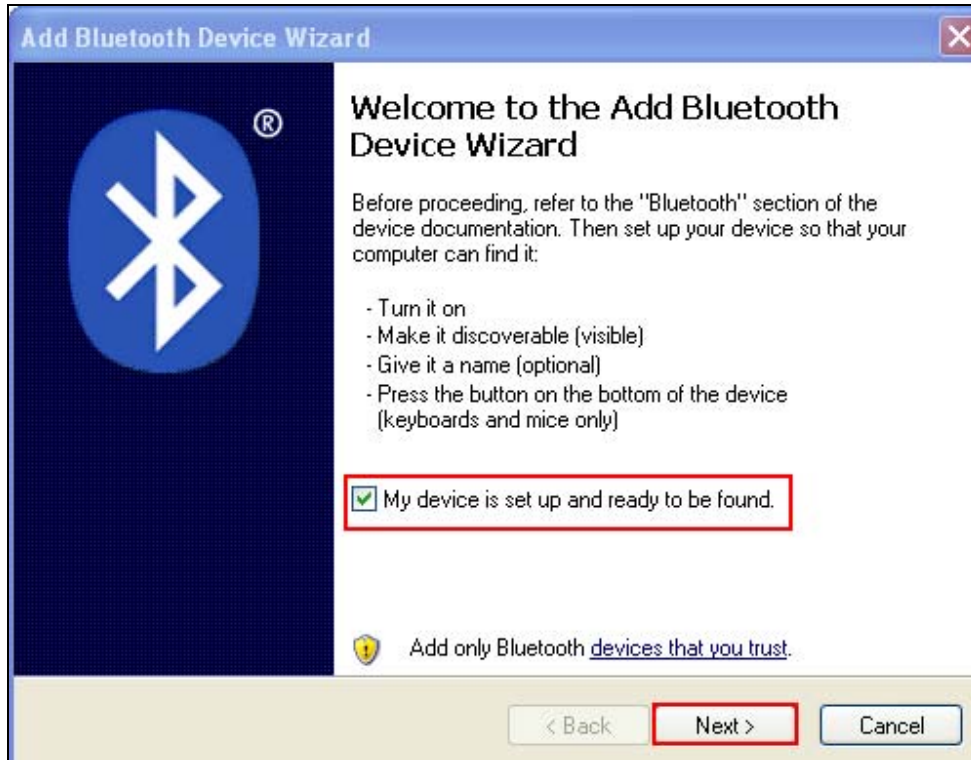 Add Bluetooth Device Wizard
®
Welcome to the Add Bluetooth
Device Wizard
Before proceeding, refer to the "Bluetooth" section of the
device documentation. Then set up your device so that your
computer can find it:
- Turn it on
- Make it discoverable (visible)
- Give it a name (optional)
- Press the button on the bottom of the device
(keyboards and mice only)
My device is set up and ready to be found.
Add only Bluetooth devices that you trust.
< Back Next > Cancel